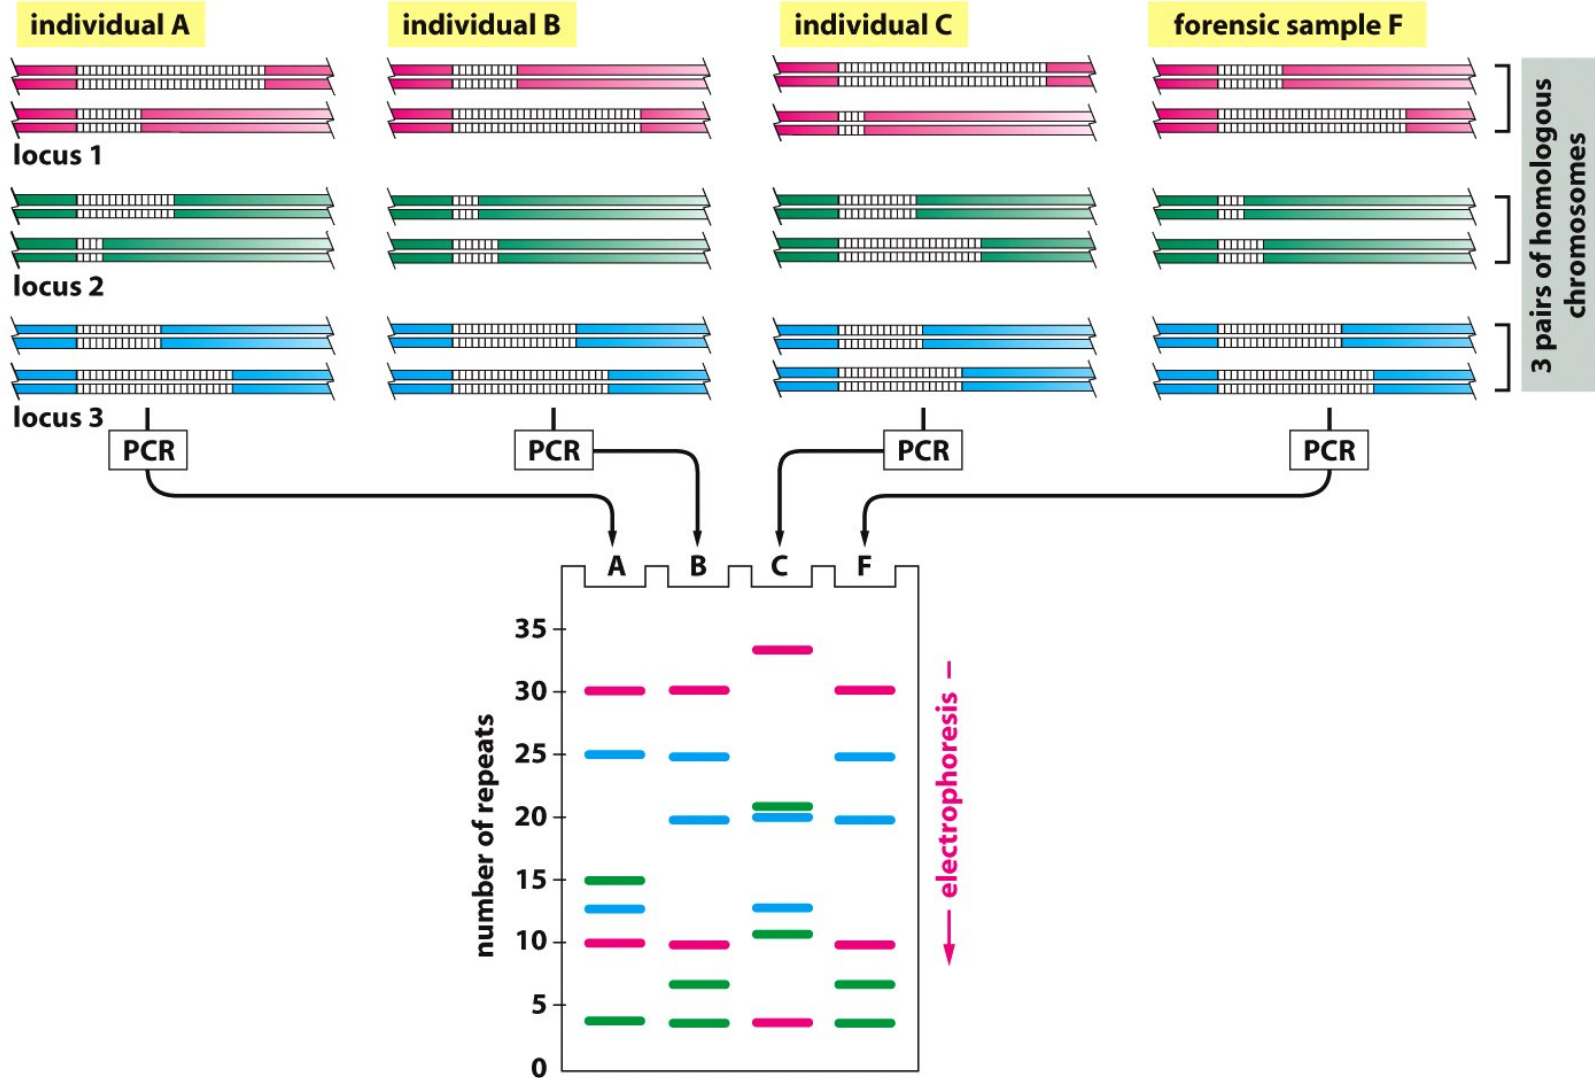 individual A
individual B
individual C
forensic sample F
locus 1
locus 2
locus 3
3 pairs of homologous
chromosomes
PCR
PCR
PCR
PCR
A
B
C
F
35
30
25
20
15
10
5
0
number of repeats
electrophoresis